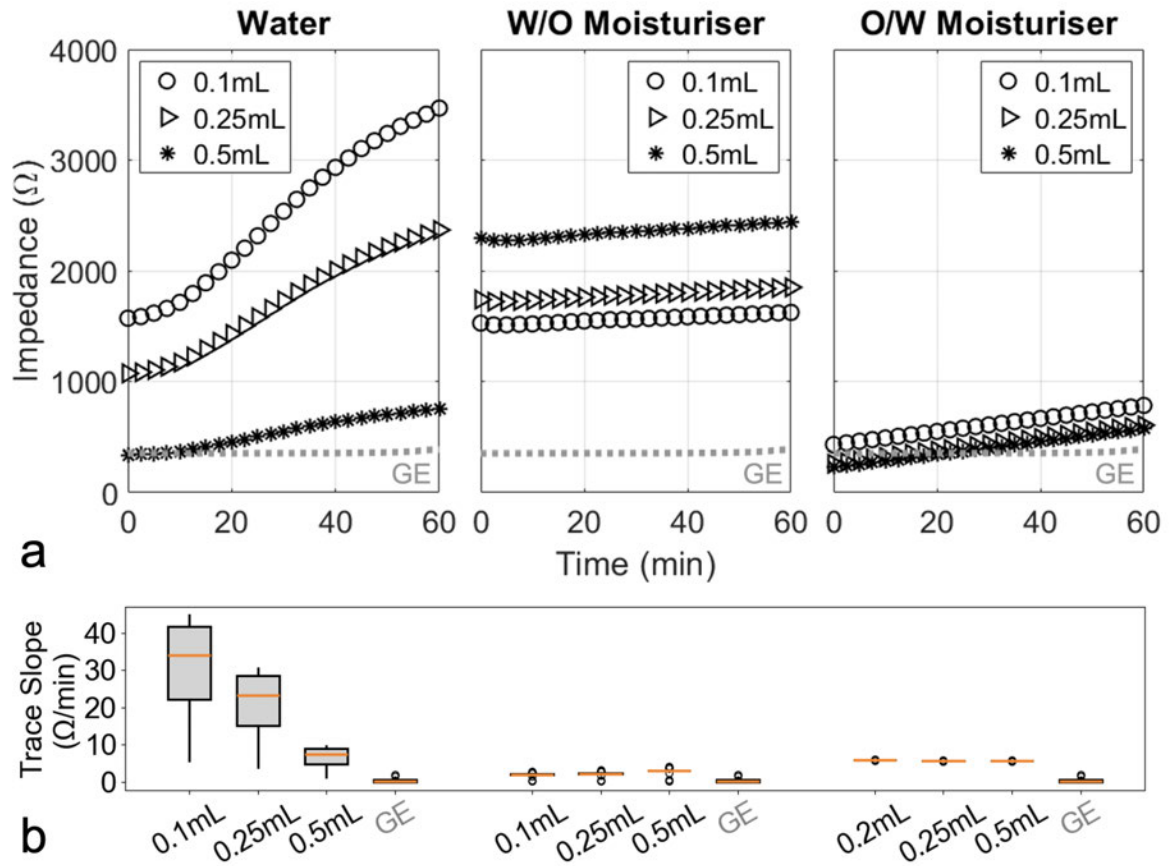 Water
W/O Moisturiser
O/W Moisturiser
4000
3000
2000
1000
0
Impedance (Ω)
0.1mL
0.25mL
0.5mL
GE
0 20 40 60
0.1mL
0.25mL
0.5mL
GE
0 20 40 60
0.1mL
0.25mL
0.5mL
GE
0 20 40 60
Time (min)
a
Trace Slope
(Ω/min)
40
30
20
10
0
0.1mL 0.25mL 0.5mL GE 0.1mL 0.25mL 0.5mL GE 0.2mL 0.25mL 0.5mL GE
b